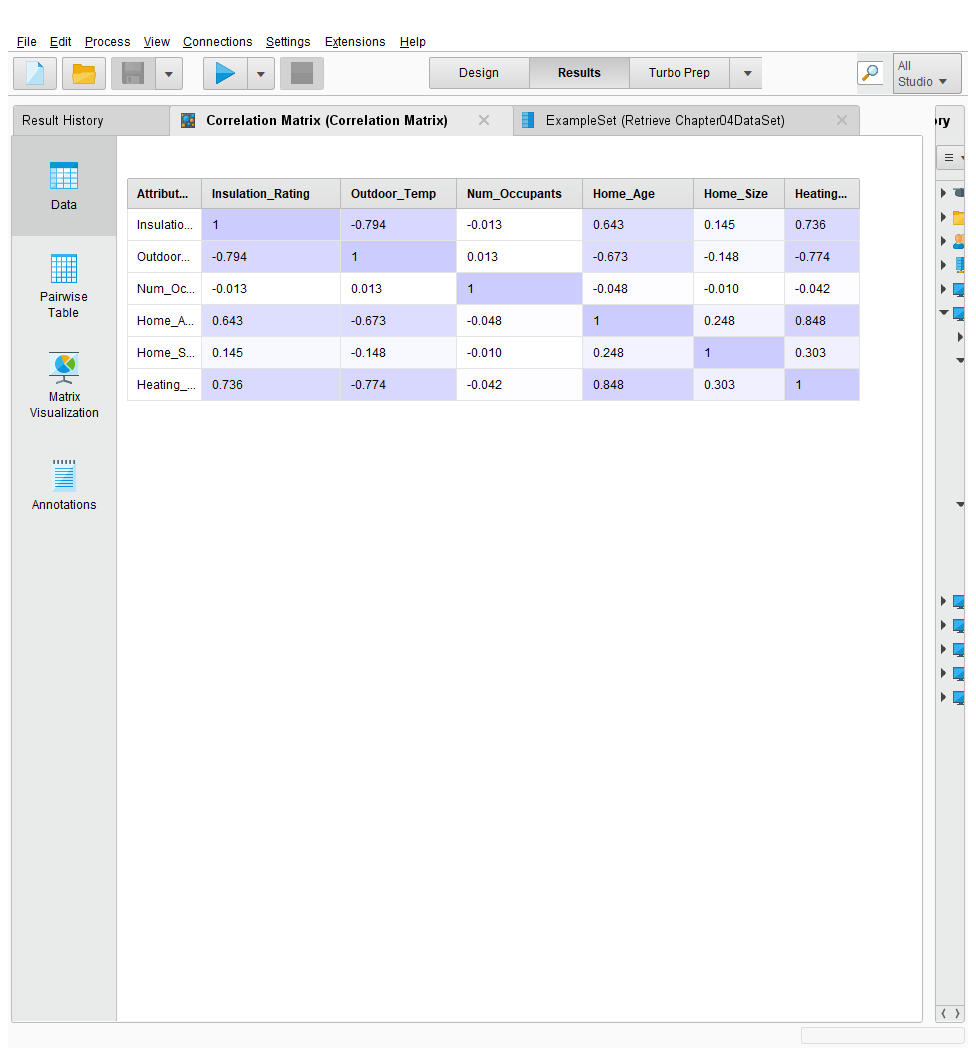 File Edit Process View Connections Settings Extensions Help
Design Results Turbo Prep All
Studio
Result History Correlation Matrix (Correlation Matrix) ExampleSet (Retrieve Chapter04DataSet) ory
Data
Pairwise
Table
Matrix
Visualization
Annotations
Attribut... Insulation_Rating Outdoor_Temp Num_Occupants Home_Age Home_Size Heating...
Insulatio... 1 -0.794 -0.013 0.643 0.145 0.736
Outdoor... -0.794 1 0.013 -0.673 -0.148 -0.774
Num_Oc... -0.013 0.013 1 -0.048 -0.010 -0.042
Home_A... 0.643 -0.673 -0.048 1 0.248 0.848
Home_S... 0.145 -0.148 -0.010 0.248 1 0.303
Heating_... 0.736 -0.774 -0.042 0.848 0.303 1